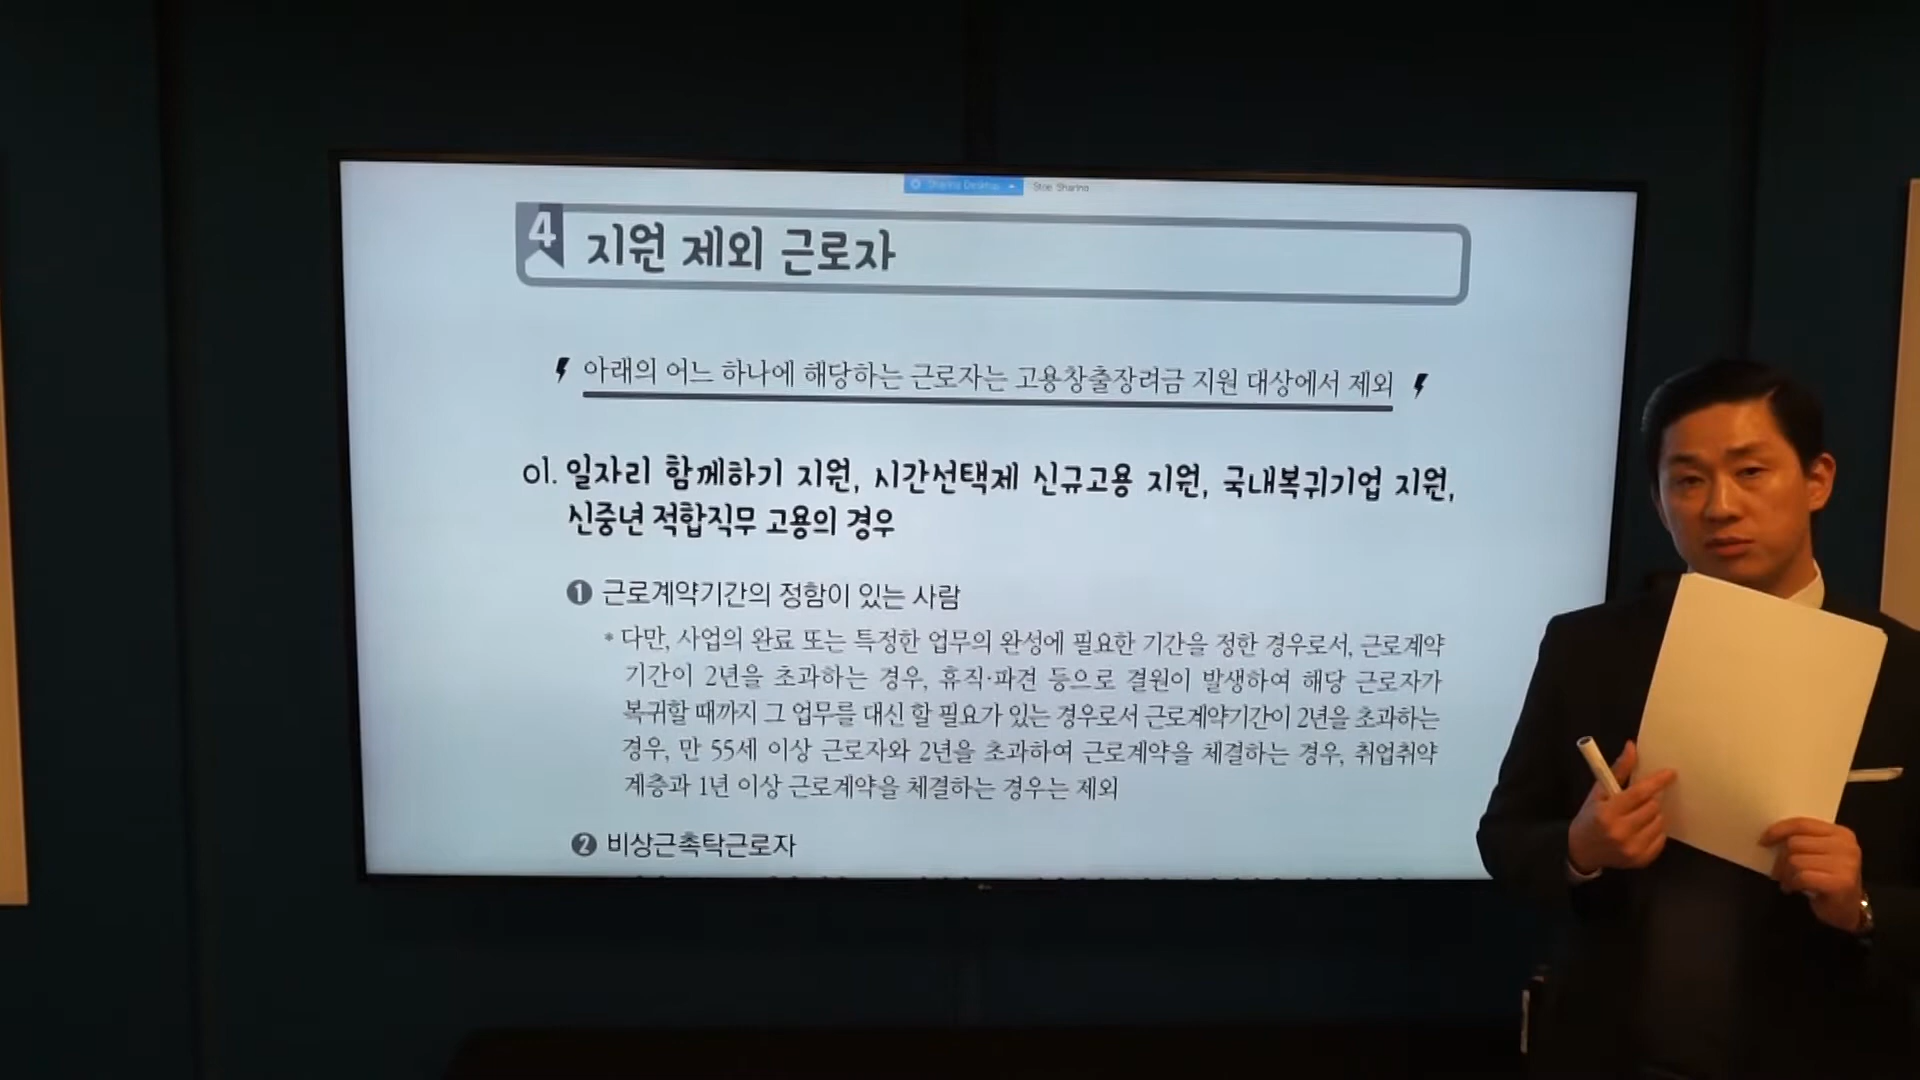 Sharing Desktop Stop Sharing
4 지원 제외 근로자
아래의 어느 하나에 해당하는 근로자는 고용창출장려금 지원 대상에서 제외
01. 일자리 함께하기 지원, 시간선택제 신규고용 지원, 국내복귀기업 지원,
신중년 적합직무 고용의 경우
❶ 근로계약기간의 정함이 있는 사람
* 다만, 사업의 완료 또는 특정한 업무의 완성에 필요한 기간을 정한 경우로서, 근로계약
기간이 2년을 초과하는 경우, 휴직·파견 등으로 결원이 발생하여 해당 근로자가
복귀할 때까지 그 업무를 대신 할 필요가 있는 경우로서 근로계약기간이 2년을 초과하는
경우, 만 55세 이상 근로자와 2년을 초과하여 근로계약을 체결하는 경우, 취업취약
계층과 1년 이상 근로계약을 체결하는 경우는 제외
❷ 비상근촉탁근로자